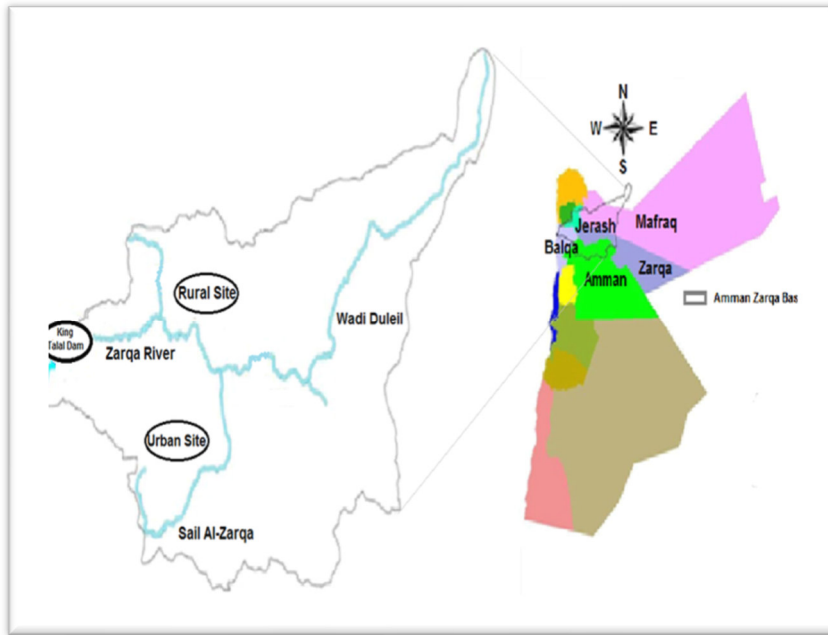 King
Talal Dam
Zarqa River
Rural Site
Wadi Duleil
Urban Site
Sail Al-Zarqa
N
W
E
S
Jerash
Mafraq
Balqa
Zarqa
Amman
Amman Zarqa Bas